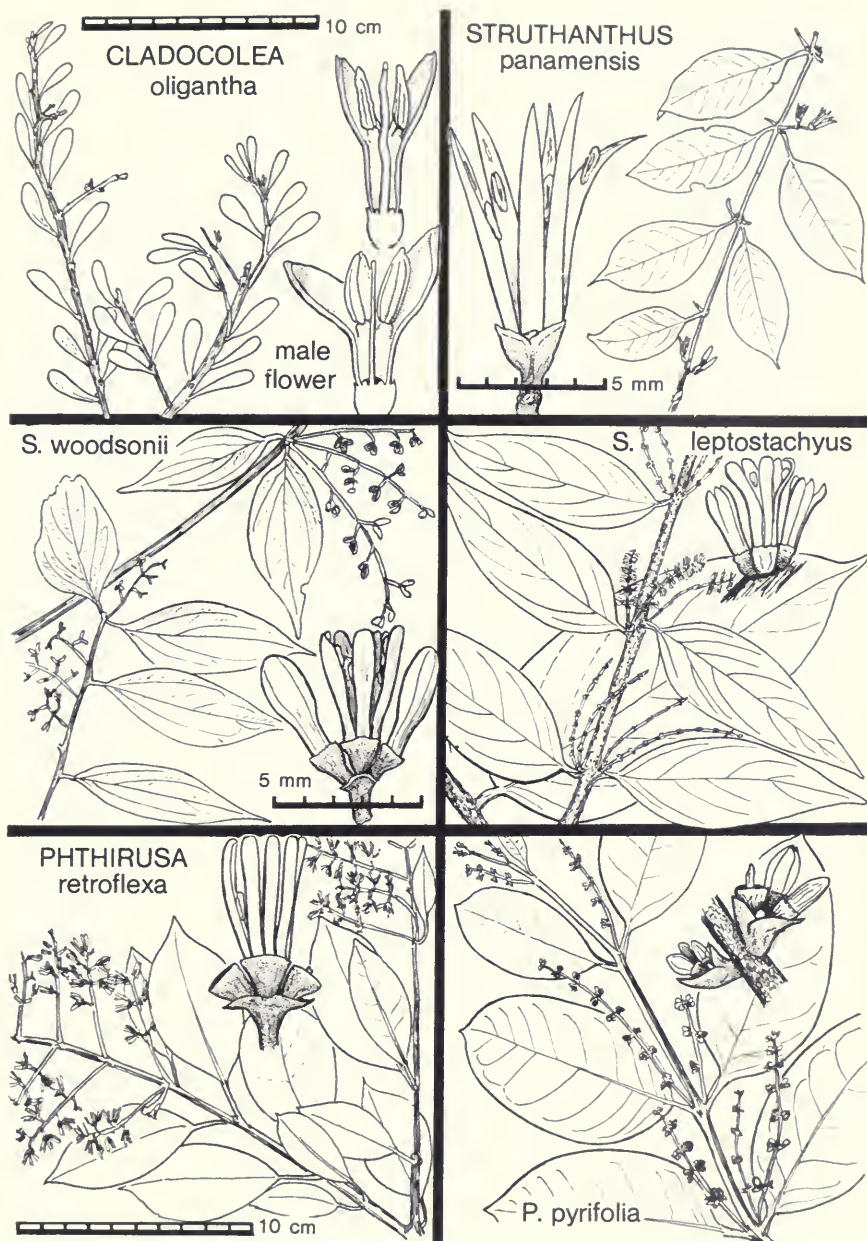 10 cm
CLADOCOLEA
oligantha
male
flower
STRUTHANTHUS
panamensis
5 mm
S. woodsonii
5 mm
S. leptostachyus
PHTHIRUSA
retroflexa
10 cm
P. pyrifolia